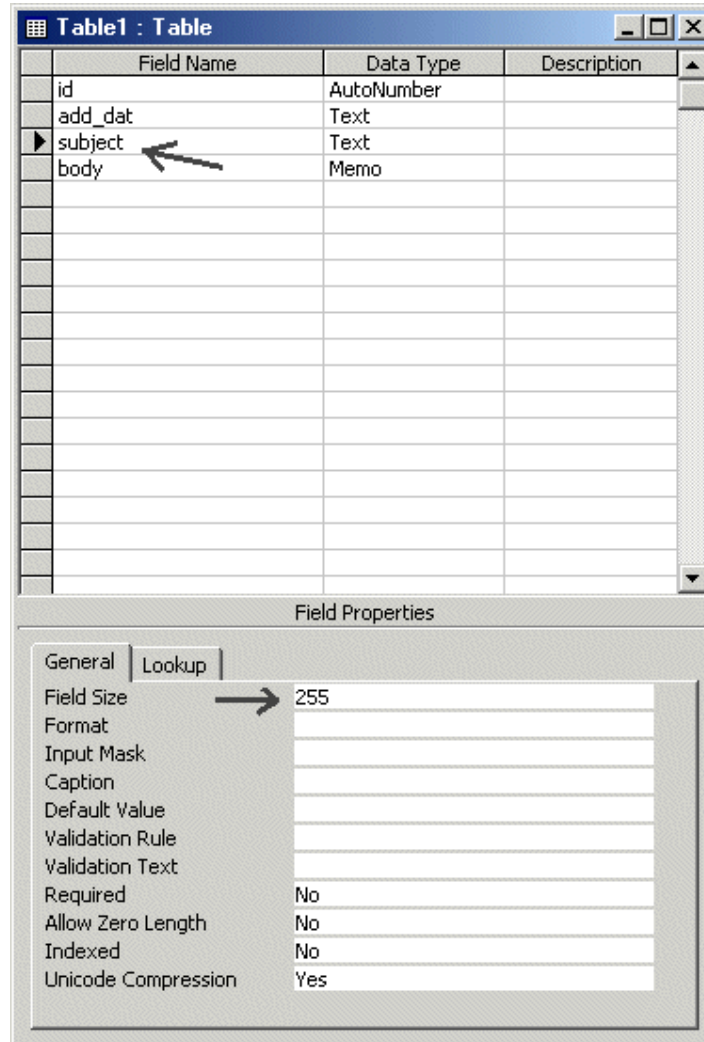 Table1 : Table
Field Name Data Type Description
id AutoNumber
add_dat Text
subject Text
body Memo
Field Properties
General Lookup
Field Size 255
Format
Input Mask
Caption
Default Value
Validation Rule
Validation Text
Required No
Allow Zero Length No
Indexed No
Unicode Compression Yes